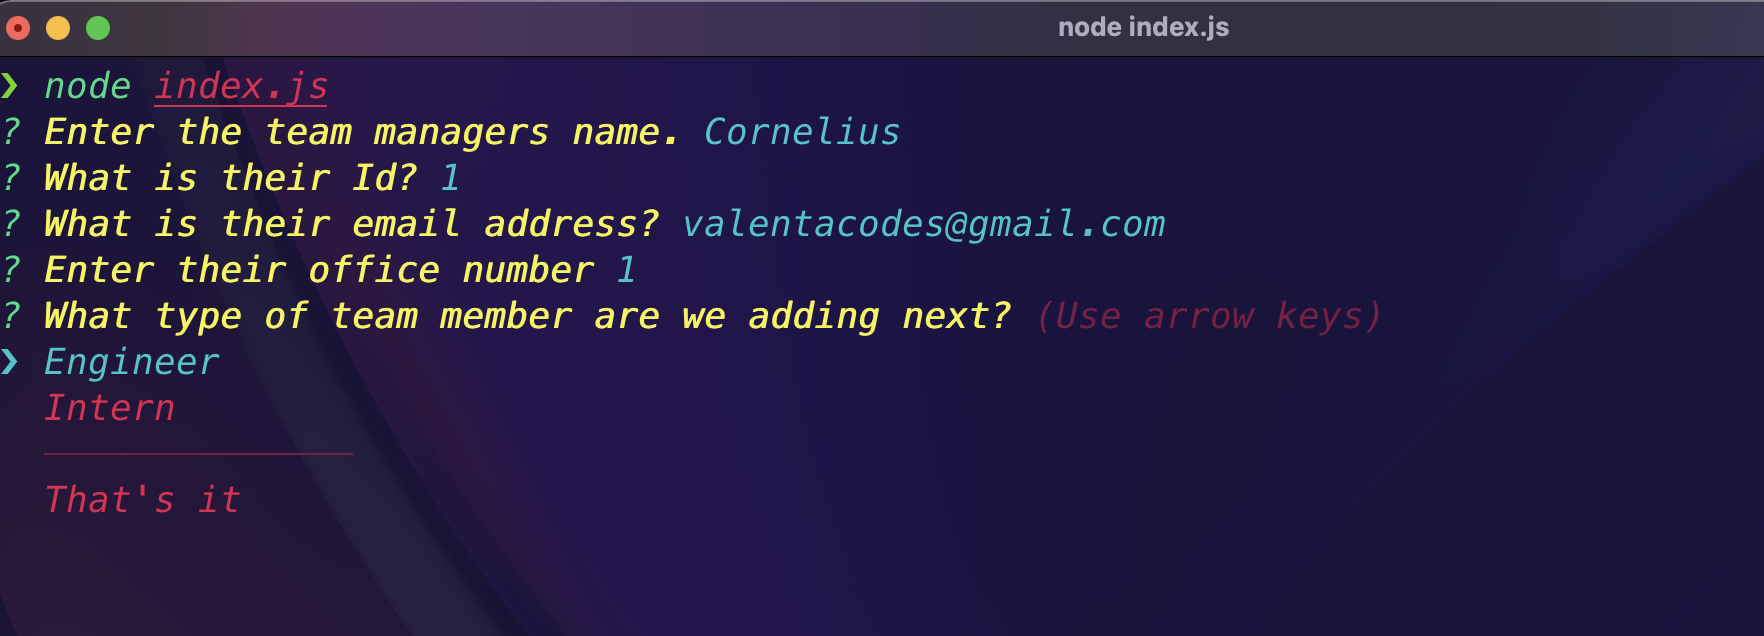 node index.js
❯ node index.js
? Enter the team managers name. Cornelius
? What is their Id? 1
? What is their email address? valentacodes@gmail.com
? Enter their office number 1
? What type of team member are we adding next? (Use arrow keys)
❯ Engineer
Intern
──────────────
That's it